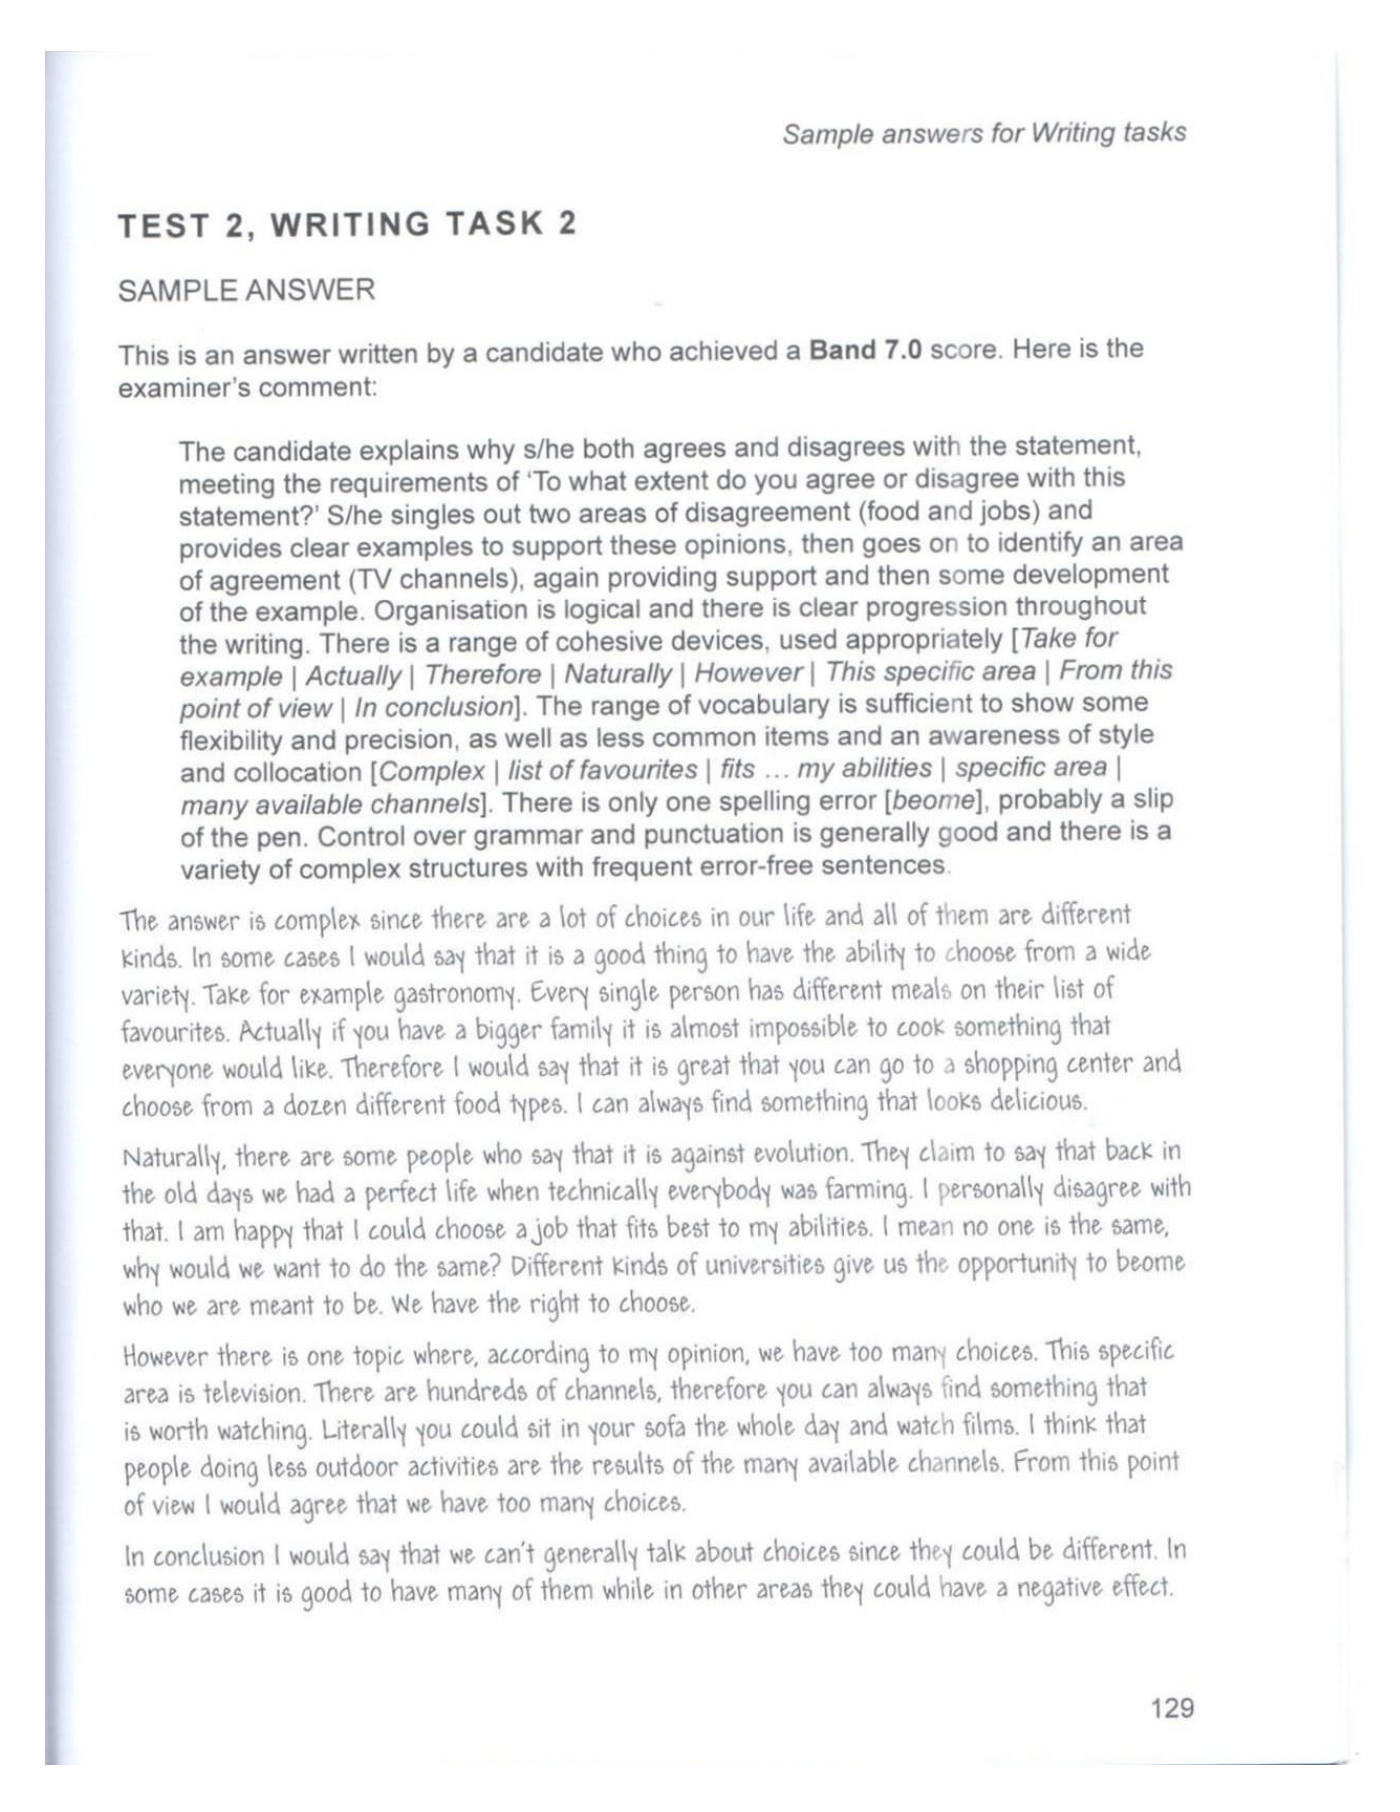 Sample answers for Writing tasks
TEST 2, WRITING TASK 2
SAMPLE ANSWER
This is an answer written by a candidate who achieved a Band 7.0 score. Here is the
examiner's comment:
The candidate explains why s/he both agrees and disagrees with the statement,
meeting the requirements of 'To what extent do you agree or disagree with this
statement?' S/he singles out two areas of disagreement (food and jobs) and
provides clear examples to support these opinions, then goes on to identify an area
of agreement (TV channels), again providing support and then some development
of the example. Organisation is logical and there is clear progression throughout
the writing. There is a range of cohesive devices, used appropriately [Take for
example | Actually | Therefore | Naturally | However | This specific area | From this
point of view | In conclusion]. The range of vocabulary is sufficient to show some
flexibility and precision, as well as less common items and an awareness of style
and collocation [Complex | list of favourites | fits ... my abilities | specific area |
many available channels]. There is only one spelling error [beome], probably a slip
of the pen. Control over grammar and punctuation is generally good and there is a
variety of complex structures with frequent error-free sentences.
The answer is complex since there are a lot of choices in our life and all of them are different
kinds. In some cases I would say that it is a good thing to have the ability to choose from a wide
variety. Take for example gastronomy. Every single person has different meals on their list of
favourites. Actually if you have a bigger family it is almost impossible to cook something that
everyone would like. Therefore I would say that it is great that you can go to a shopping center and
choose from a dozen different food types. I can always find something that looks delicious.
Naturally, there are some people who say that it is against evolution. They claim to say that back in
the old days we had a perfect life when technically everybody was farming. I personally disagree with
that. I am happy that I could choose a job that fits best to my abilities. I mean no one is the same,
why would we want to do the same? Different kinds of universities give us the opportunity to beome
who we are meant to be. We have the right to choose.
However there is one topic where, according to my opinion, we have too many choices. This specific
area is television. There are hundreds of channels, therefore you can always find something that
is worth watching. Literally you could sit in your sofa the whole day and watch films. I think that
people doing less outdoor activities are the results of the many available channels. From this point
of view I would agree that we have too many choices.
In conclusion I would say that we can't generally talk about choices since they could be different. In
some cases it is good to have many of them while in other areas they could have a negative effect.
129